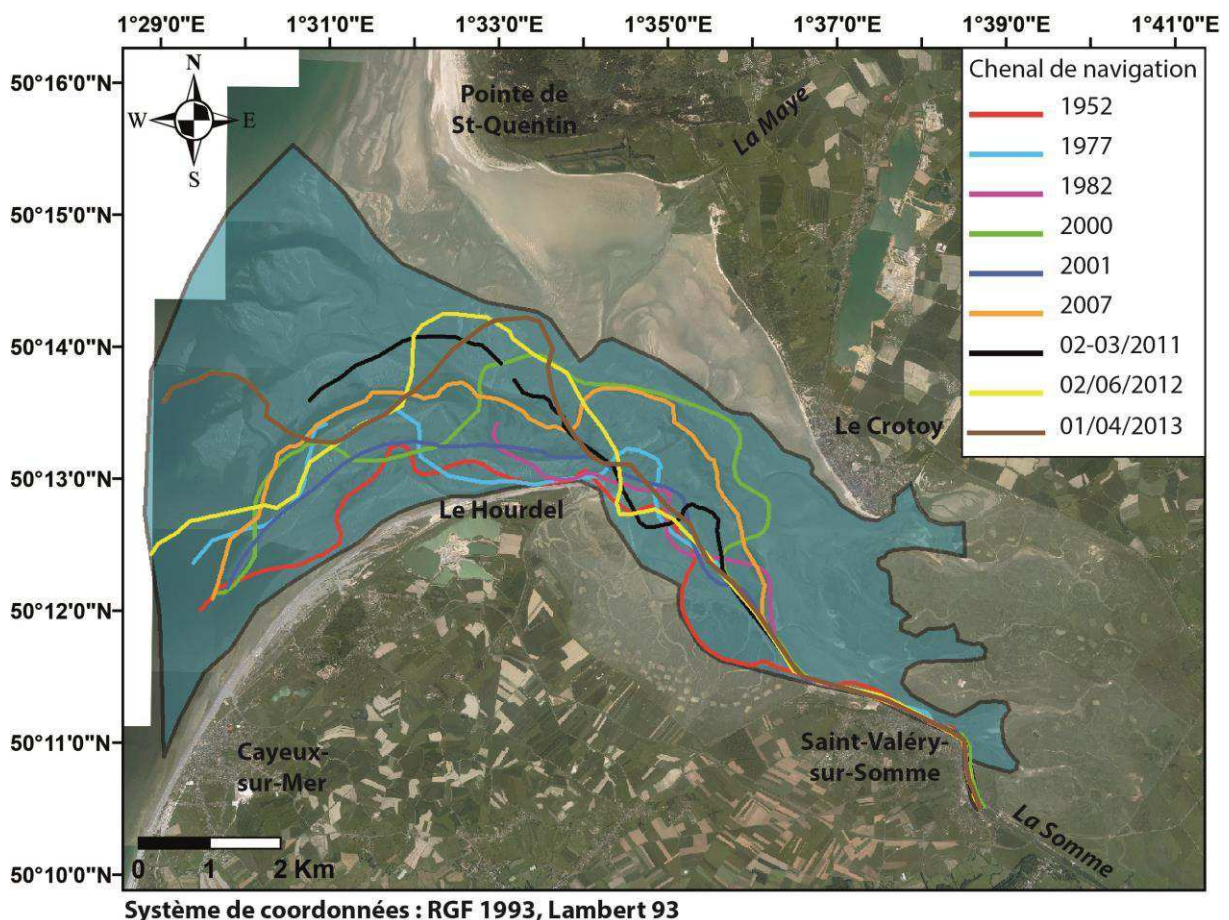 1°29'0"E 1°31'0"E 1°33'0"E 1°35'0"E 1°37'0"E 1°39'0"E 1°41'0"E
50°16'0"N
50°15'0"N
50°14'0"N
50°13'0"N
50°12'0"N
50°11'0"N
50°10'0"N
N
W E
S
Pointe de
St-Quentin
La Maye
Le Crotoy
Le Hourdel
Cayeux-
sur-Mer
Saint-Valéry-
sur-Somme
La Somme
Chenal de navigation
1952
1977
1982
2000
2001
2007
02-03/2011
02/06/2012
01/04/2013
0 1 2 Km
Système de coordonnées : RGF 1993, Lambert 93